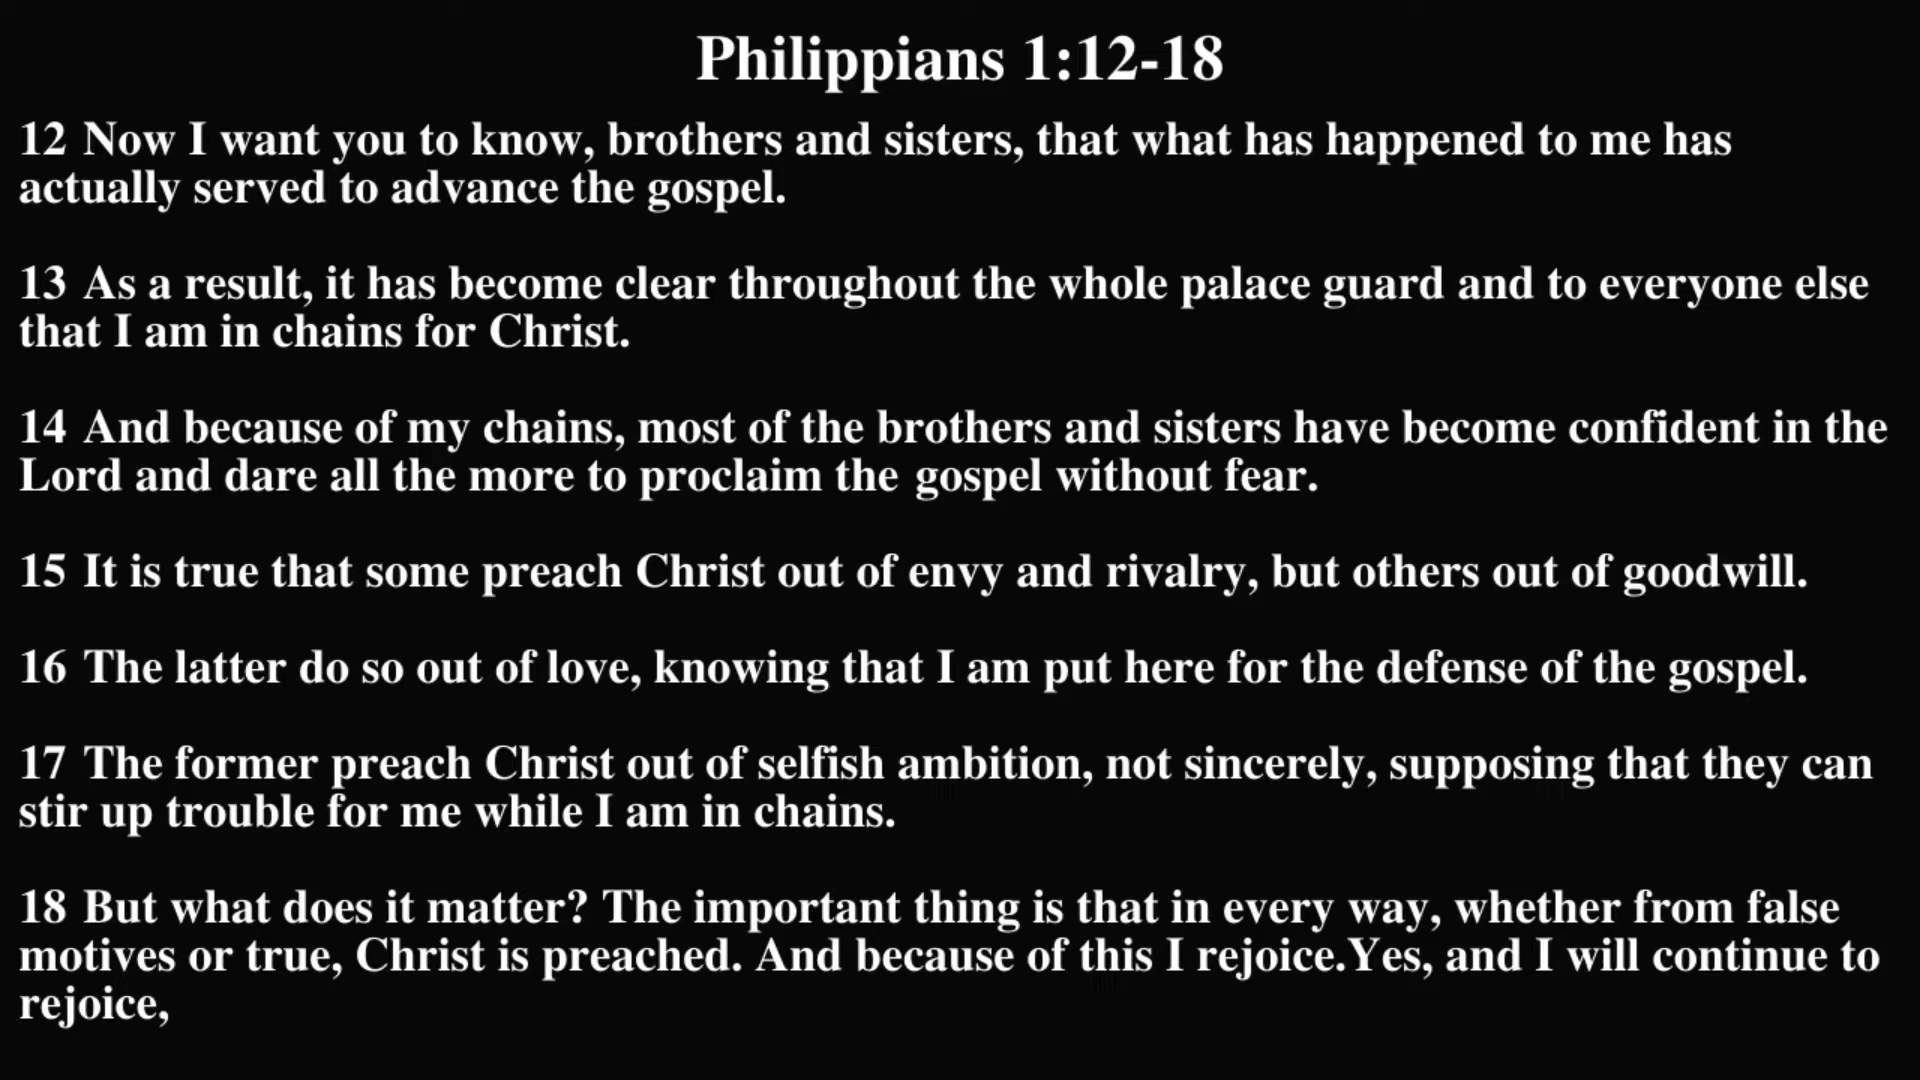 Philippians 1:12-18
12 Now I want you to know, brothers and sisters, that what has happened to me has
actually served to advance the gospel.
13 As a result, it has become clear throughout the whole palace guard and to everyone else
that I am in chains for Christ.
14 And because of my chains, most of the brothers and sisters have become confident in the
Lord and dare all the more to proclaim the gospel without fear.
15 It is true that some preach Christ out of envy and rivalry, but others out of goodwill.
16 The latter do so out of love, knowing that I am put here for the defense of the gospel.
17 The former preach Christ out of selfish ambition, not sincerely, supposing that they can
stir up trouble for me while I am in chains.
18 But what does it matter? The important thing is that in every way, whether from false
motives or true, Christ is preached. And because of this I rejoice.Yes, and I will continue to
rejoice,